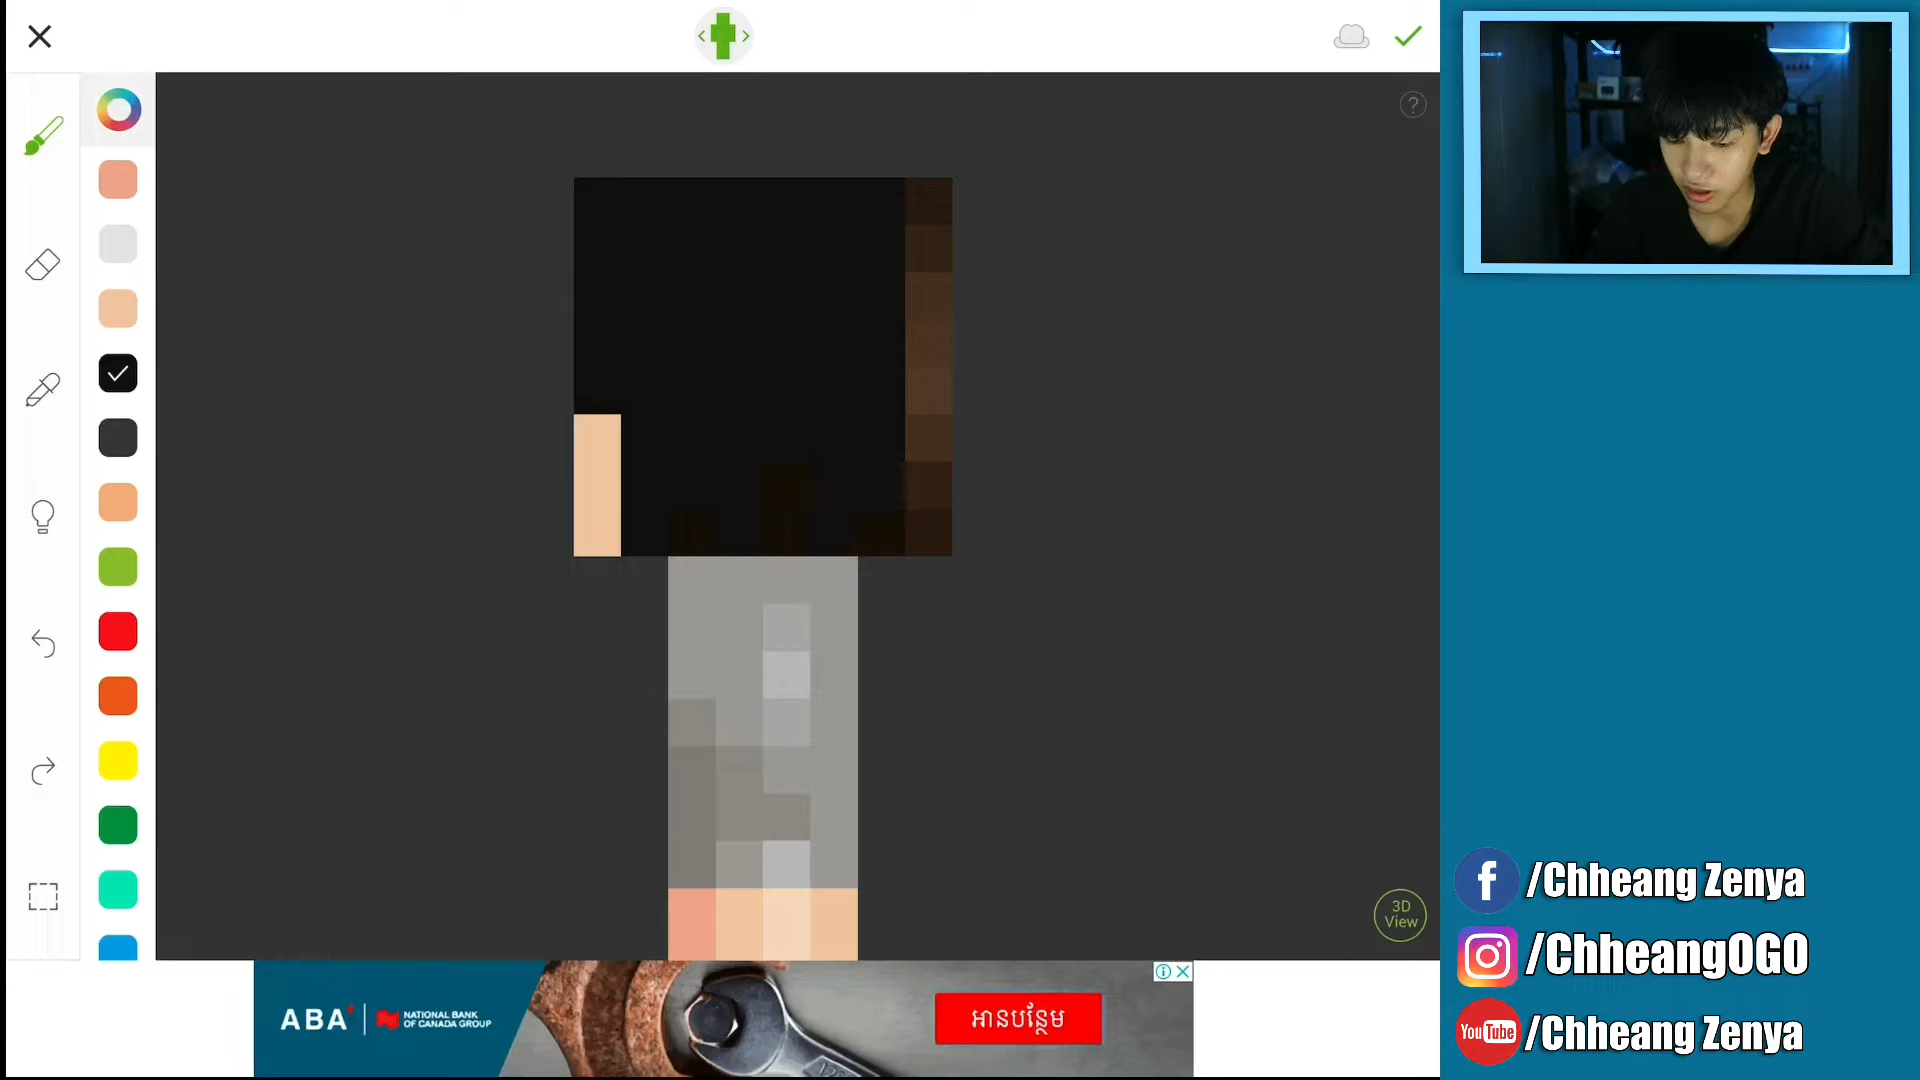 ?
3D
View
ABA' NATIONAL BANK
OF CANADA GROUP
អានបន្ថែម
/Chheang Zenya
/ChheangOGO
YouTube /Chheang Zenya